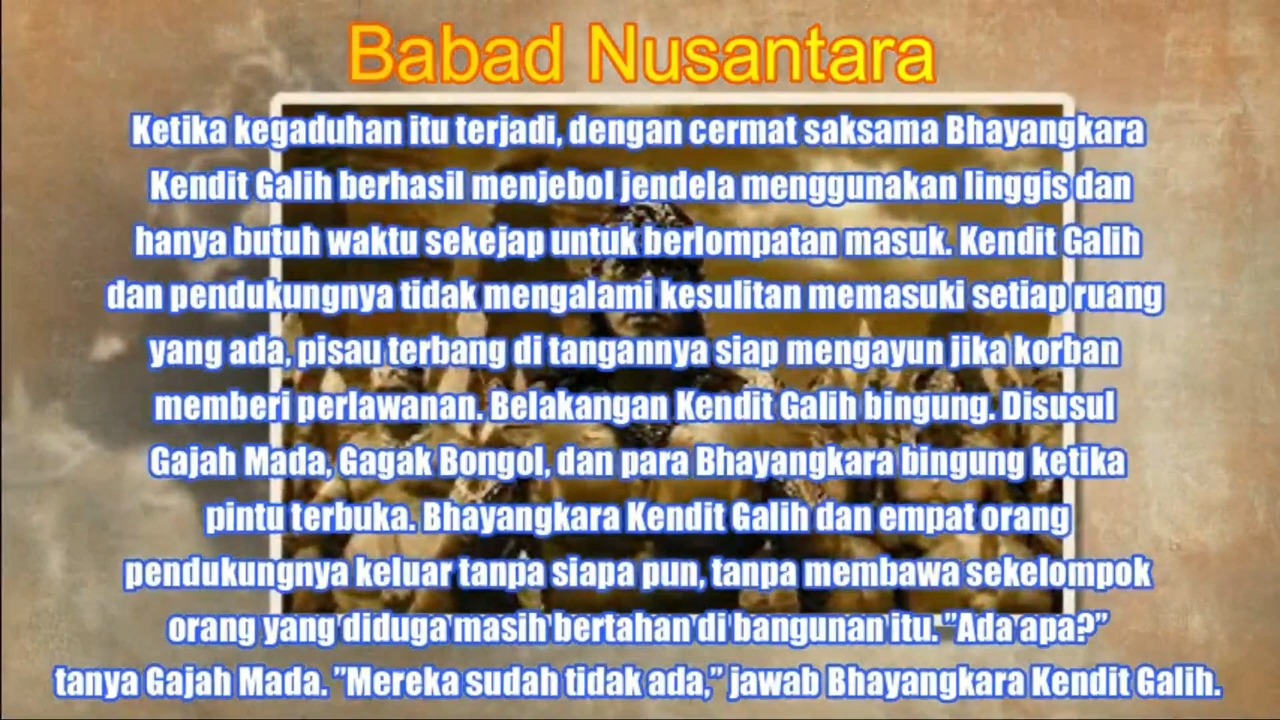 Babad Nusantara
Ketika kegaduhan itu terjadi, dengan cermat saksama Bhayangkara
Kendit Galih berhasil menjebol jendela menggunakan linggis dan
hanya butuh waktu sekejap untuk berlompatan masuk. Kendit Galih
dan pendukungnya tidak mengalami kesulitan memasuki setiap ruang
yang ada, pisau terbang di tangannya siap mengayun jika korban
memberi perlawanan. Belakangan Kendit Galih bingung. Disusul
Gajah Mada, Gagak Bongol, dan para Bhayangkara bingung ketika
pintu terbuka. Bhayangkara Kendit Galih dan empat orang
pendukungnya keluar tanpa siapa pun, tanpa membawa sekelompok
orang yang diduga masih bertahan di bangunan itu. ”Ada apa?”
tanya Gajah Mada. ”Mereka sudah tidak ada,” jawab Bhayangkara Kendit Galih.